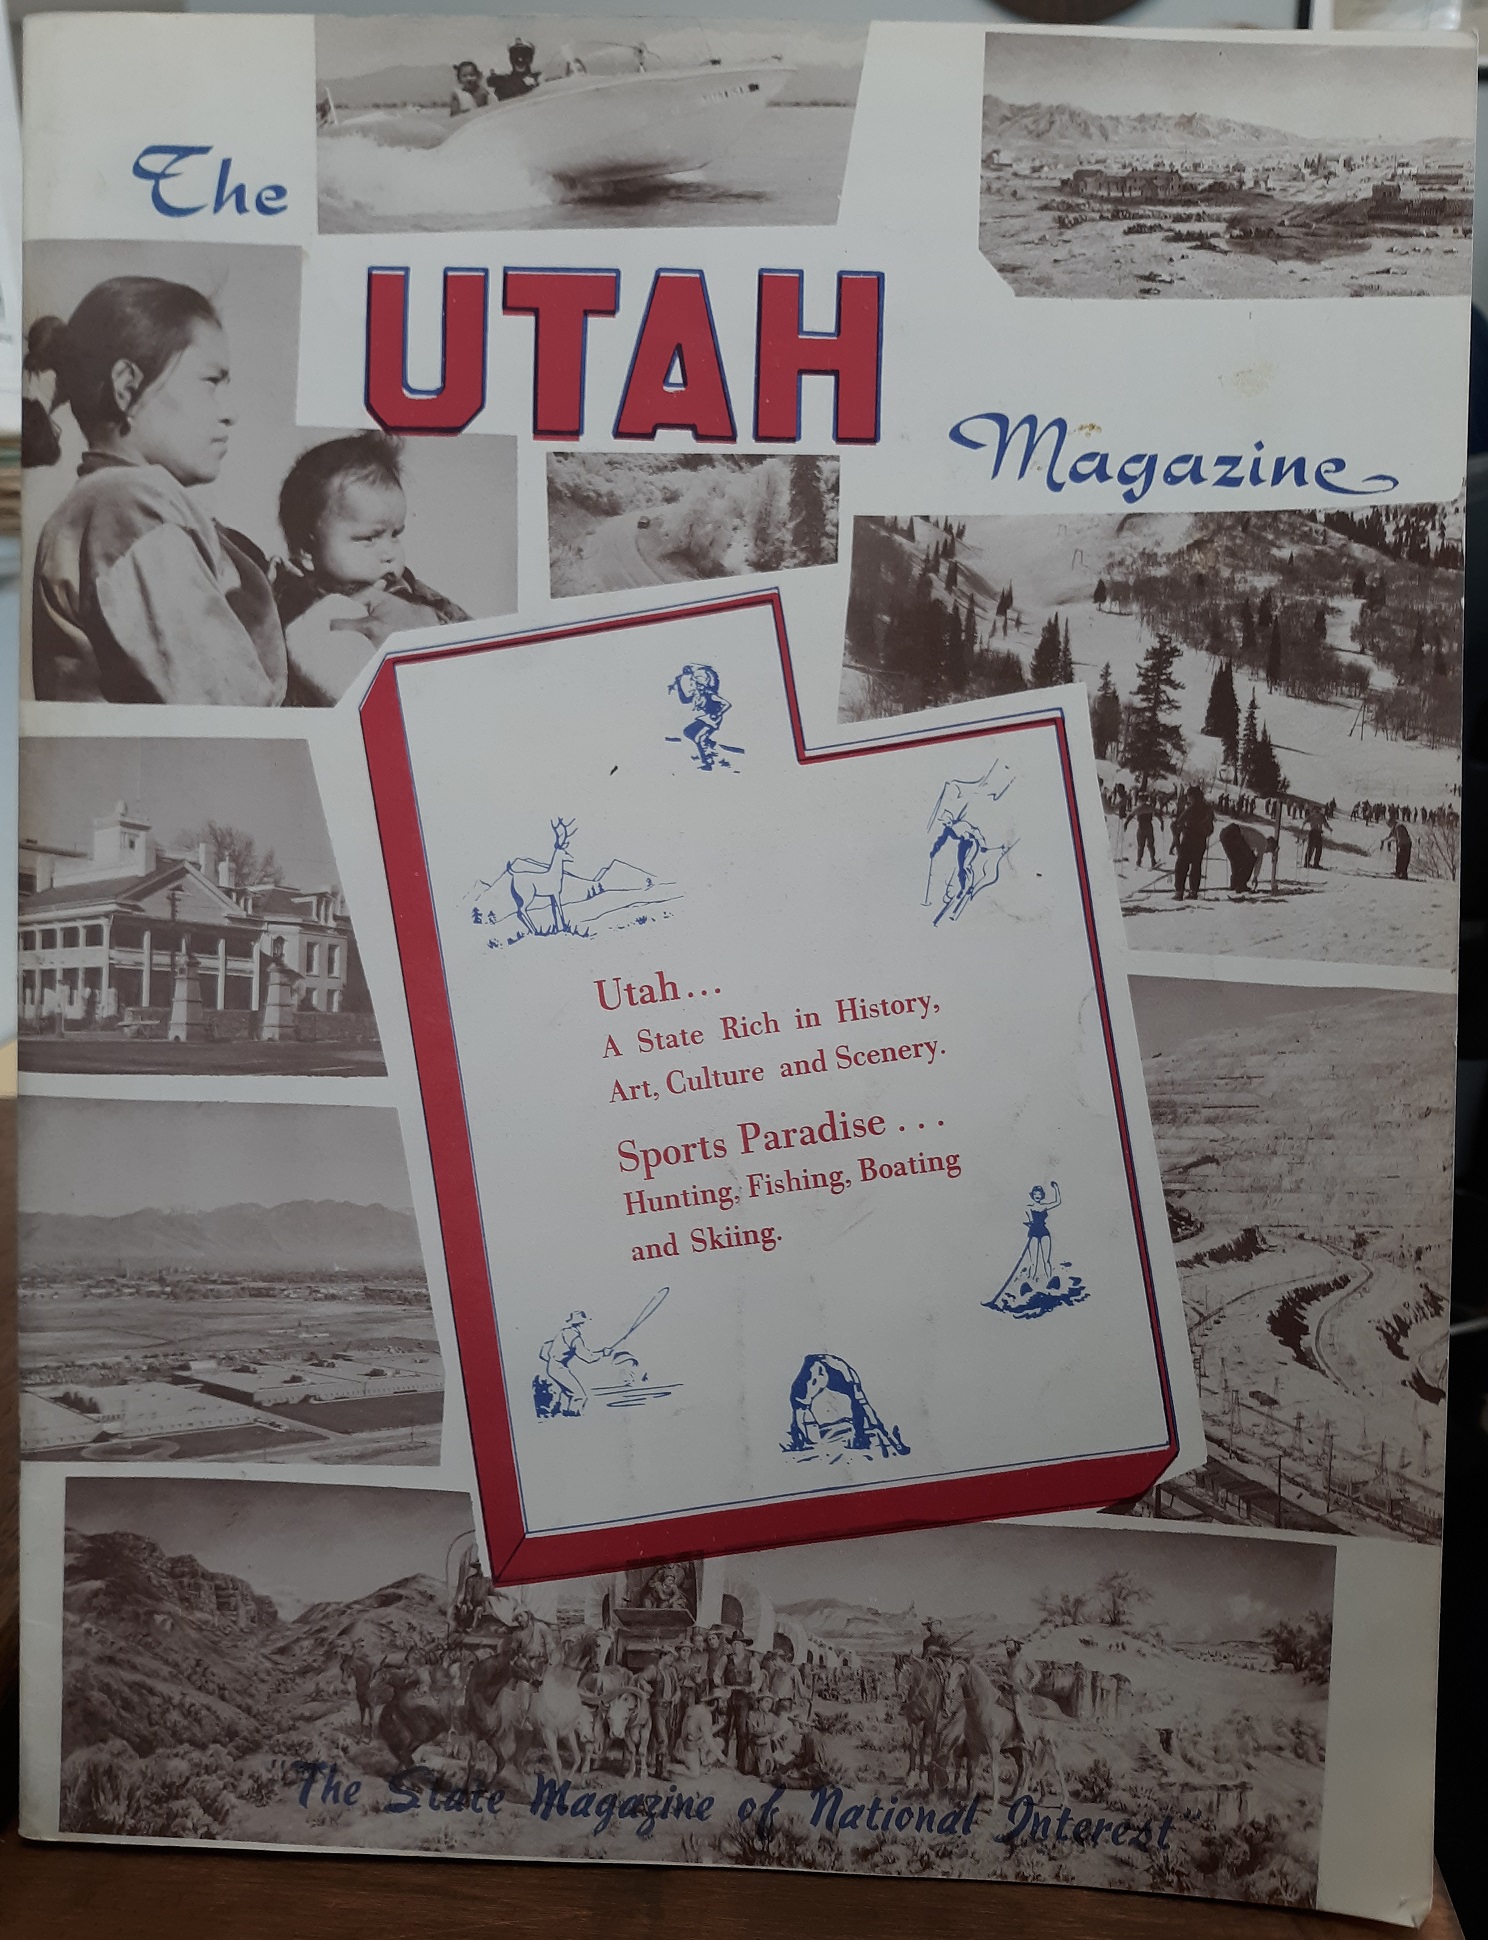 The
UTAH
Magazine
Utah...
A State Rich in History,
Art, Culture and Scenery.
Sports Paradise . . .
Hunting, Fishing, Boating
and Skiing.
"The State Magazine of National Interest"